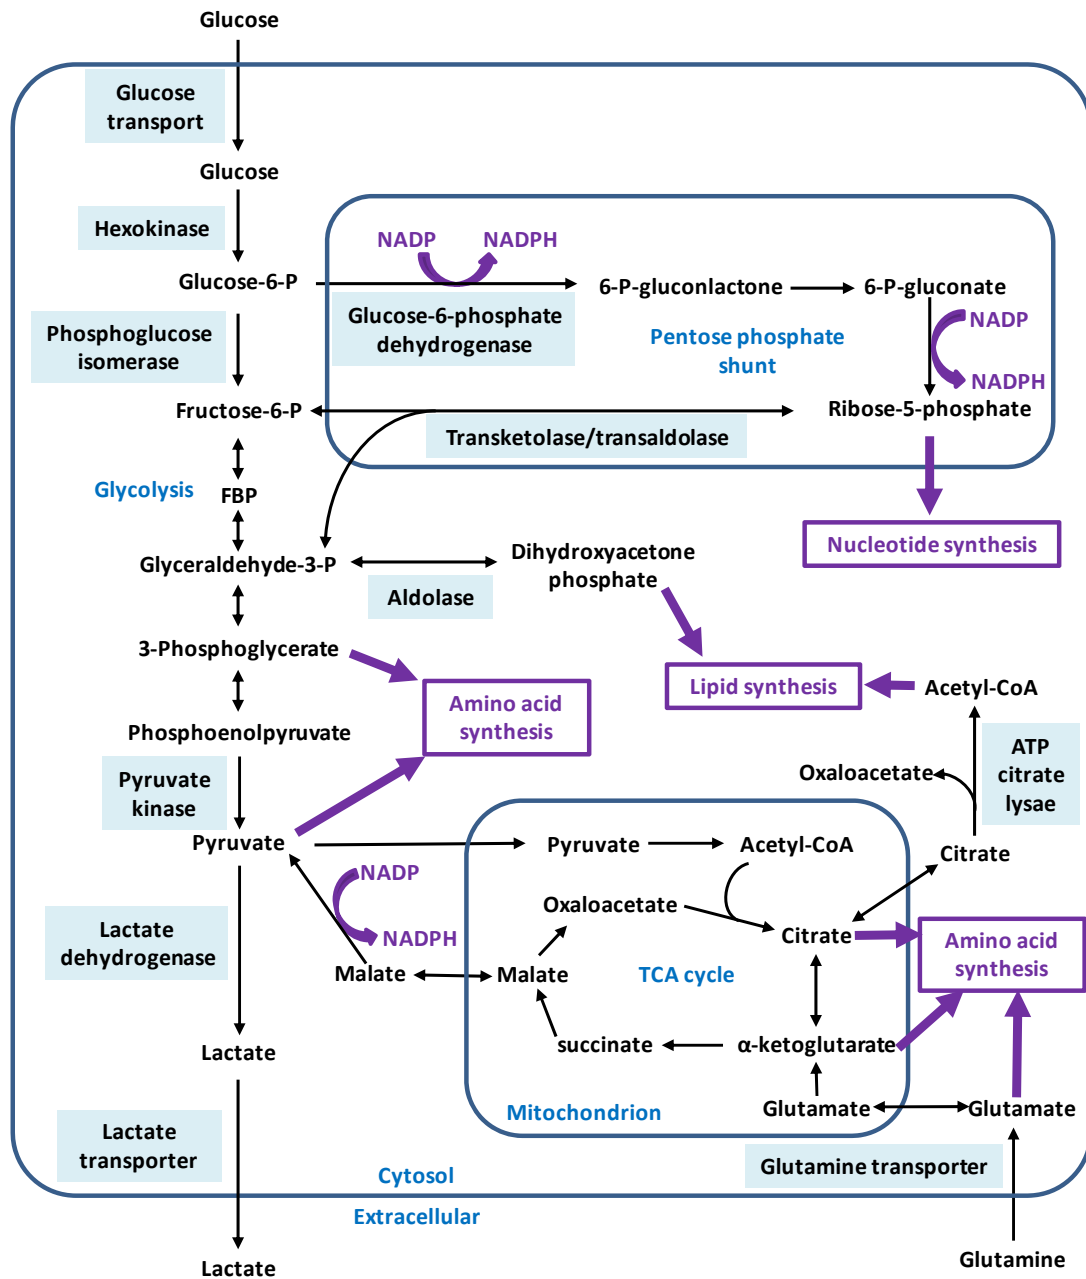 Glucose
Glucose
transport
Glucose
Hexokinase
NADP
NADPH
Glucose-6-P
6-P-gluconlactone
6-P-gluconate
Glucose-6-phosphate
dehydrogenase
Phosphoglucose
isomerase
Pentose phosphate
shunt
NADP
NADPH
Fructose-6-P
Ribose-5-phosphate
Transketolase/transaldolase
Glycolysis
FBP
Nucleotide synthesis
Glyceraldehyde-3-P
Dihydroxyacetone
phosphate
Aldolase
3-Phosphoglycerate
Lipid synthesis
Acetyl-CoA
Amino acid
synthesis
Phosphoenolpyruvate
ATP
citrate
lysae
Oxaloacetate
Pyruvate
kinase
Pyruvate
Pyruvate
Acetyl-CoA
Citrate
NADP
NADPH
Oxaloacetate
Citrate
Amino acid
synthesis
Lactate
dehydrogenase
Malate
Malate
TCA cycle
Lactate
succinate
α-ketoglutarate
Mitochondrion
Glutamate
Glutamate
Lactate
transporter
Glutamine transporter
Cytosol
Extracellular
Lactate
Glutamine